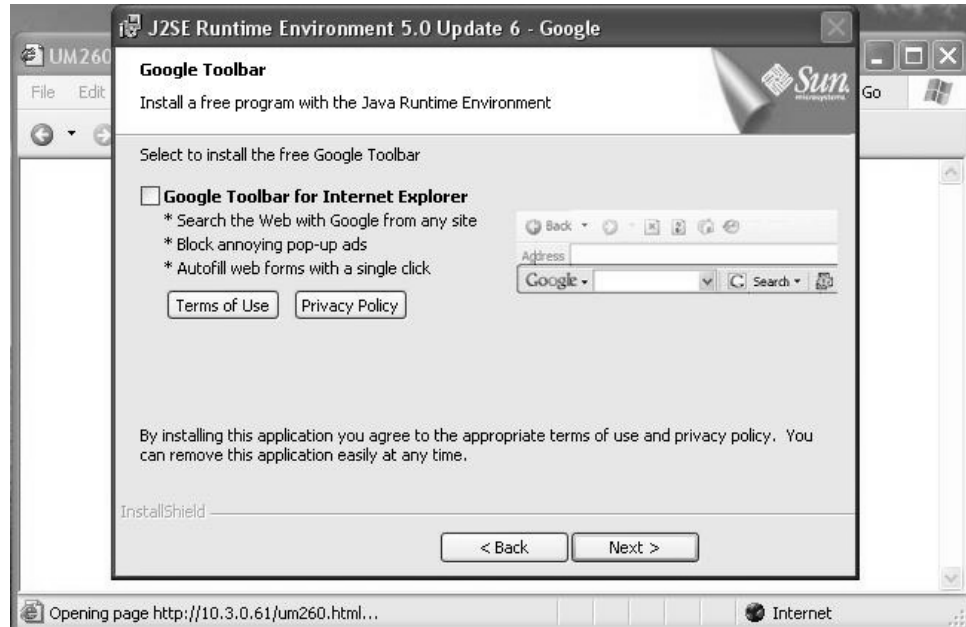 J2SE Runtime Environment 5.0 Update 6 - Google
UM260
File Edit
Go
Google Toolbar
Install a free program with the Java Runtime Environment
Sun
microsystems
Select to install the free Google Toolbar
Google Toolbar for Internet Explorer
* Search the Web with Google from any site
* Block annoying pop-up ads
* Autofill web forms with a single click
Terms of Use Privacy Policy
Back
Address
Google Search
By installing this application you agree to the appropriate terms of use and privacy policy. You
can remove this application easily at any time.
InstallShield
< Back Next >
Opening page http://10.3.0.61/um260.html... Internet